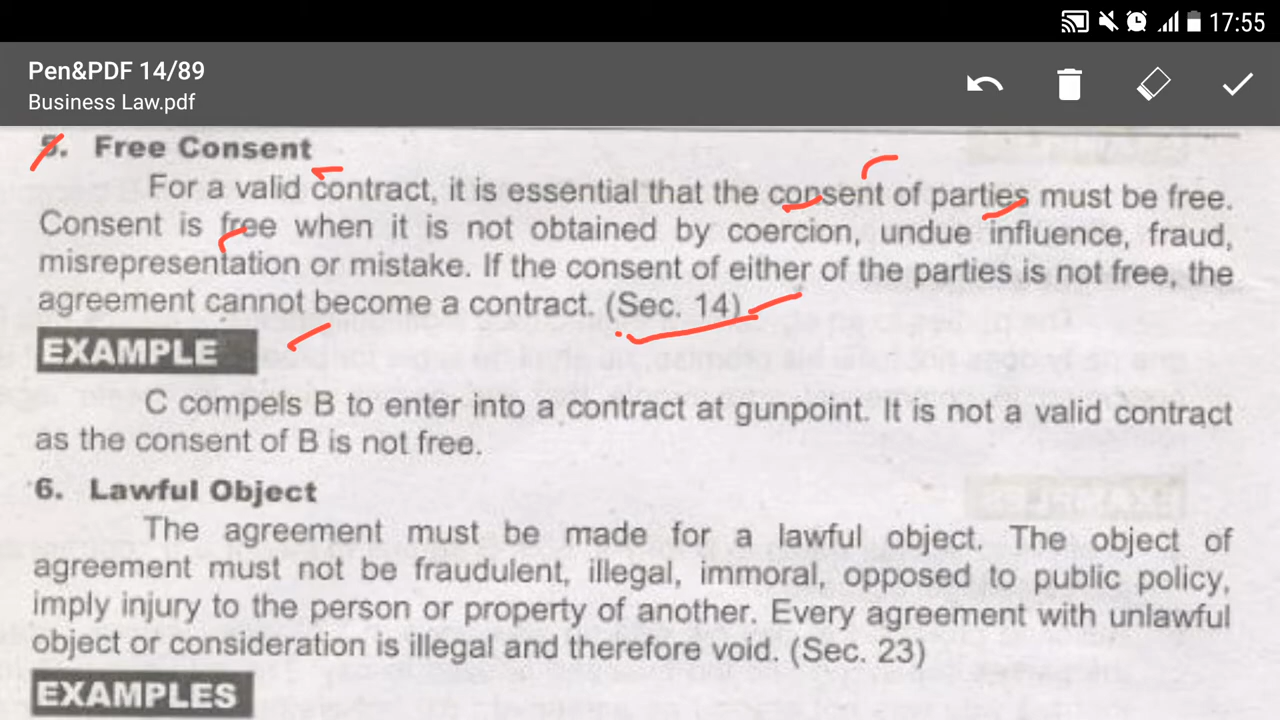 17:55
Pen&PDF 14/89
Business Law.pdf
5. Free Consent
For a valid contract, it is essential that the consent of parties must be free.
Consent is free when it is not obtained by coercion, undue influence, fraud,
misrepresentation or mistake. If the consent of either of the parties is not free, the
agreement cannot become a contract. (Sec. 14)
EXAMPLE
C compels B to enter into a contract at gunpoint. It is not a valid contract
as the consent of B is not free.
6. Lawful Object
The agreement must be made for a lawful object. The object of
agreement must not be fraudulent, illegal, immoral, opposed to public policy,
imply injury to the person or property of another. Every agreement with unlawful
object or consideration is illegal and therefore void. (Sec. 23)
EXAMPLES